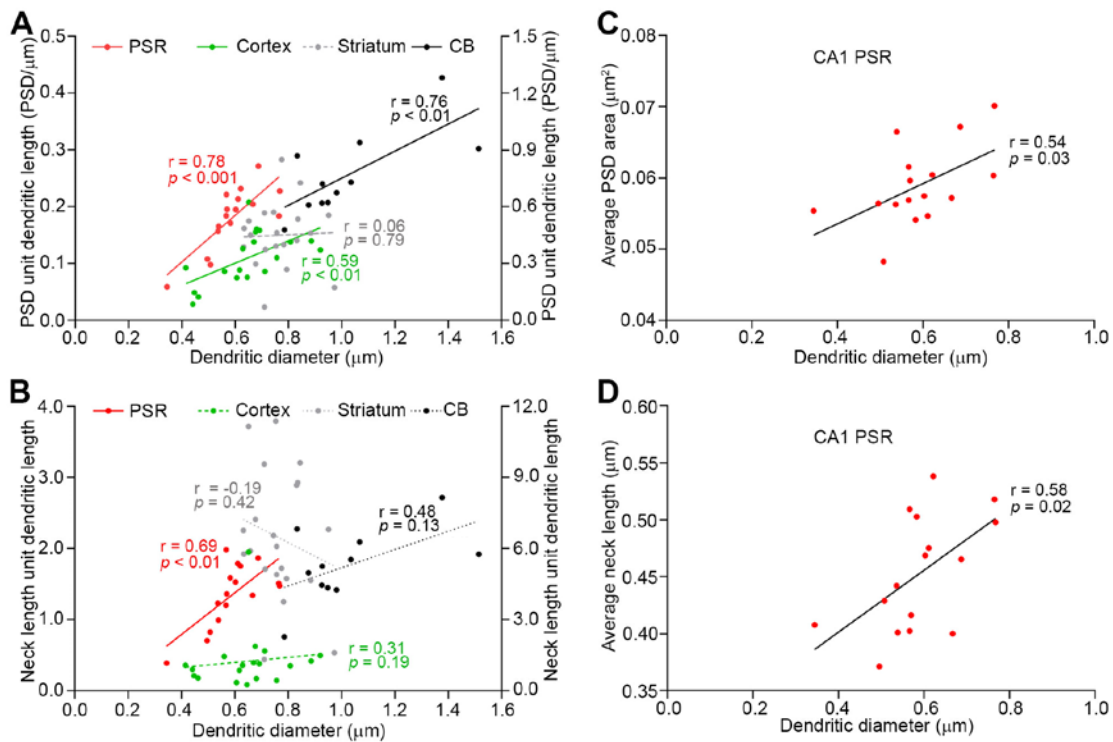 A
PSR
Cortex
Striatum
CB
PSD unit dendritic length (PSD/μm)
0.5
0.4
0.3
0.2
0.1
0.0
1.5
1.2
0.9
0.6
0.3
0.0
PSD unit dendritic length (PSD/μm)
r = 0.76
p < 0.01
r = 0.78
p < 0.001
r = 0.06
p = 0.79
r = 0.59
p < 0.01
0.0 0.2 0.4 0.6 0.8 1.0 1.2 1.4 1.6
Dendritic diameter (μm)
C
CA1 PSR
Average PSD area (μm²)
0.08
0.07
0.06
0.05
0.04
r = 0.54
p = 0.03
0.0 0.2 0.4 0.6 0.8 1.0
Dendritic diameter (μm)
B
PSR
Cortex
Striatum
CB
Neck length unit dendritic length
4.0
3.0
2.0
1.0
0.0
12.0
9.0
6.0
3.0
0.0
Neck length unit dendritic length
r = -0.19
p = 0.42
r = 0.48
p = 0.13
r = 0.69
p < 0.01
r = 0.31
p = 0.19
0.0 0.2 0.4 0.6 0.8 1.0 1.2 1.4 1.6
Dendritic diameter (μm)
D
CA1 PSR
Average neck length (μm)
0.60
0.55
0.50
0.45
0.40
0.35
r = 0.58
p = 0.02
0.0 0.2 0.4 0.6 0.8 1.0
Dendritic diameter (μm)